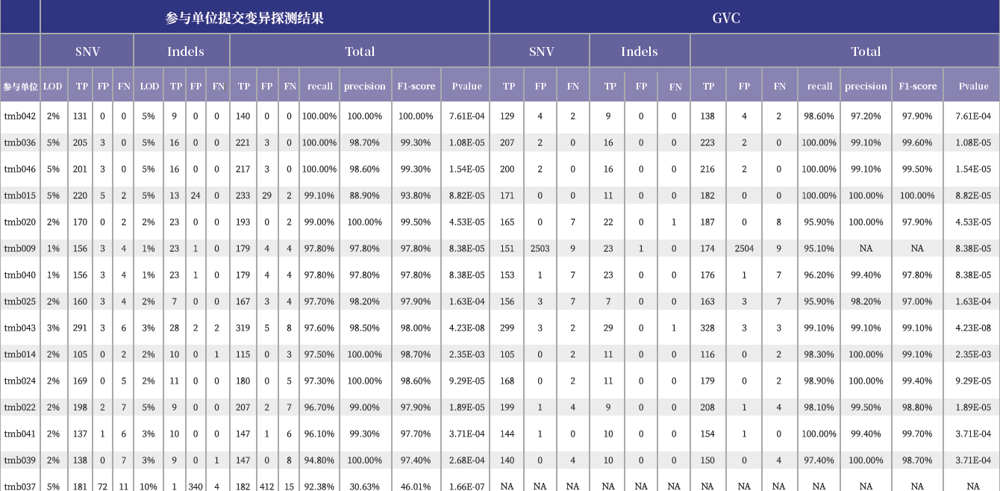 参与单位提交变异探测结果 GVC
SNV Indels Total SNV Indels Total
参与单位 LOD TP FP FN LOD TP FP FN TP FP FN recall precision F1-score Pvalue TP FP FN TP FP FN TP FP FN recall precision F1-score Pvalue
tmb042 2% 131 0 0 5% 9 0 0 140 0 0 100.00% 100.00% 100.00% 7.61E-04 129 4 2 9 0 0 138 4 2 98.60% 97.20% 97.90% 7.61E-04
tmb036 5% 205 3 0 5% 16 0 0 221 3 0 100.00% 98.70% 99.30% 1.08E-05 207 2 0 16 0 0 223 2 0 100.00% 99.10% 99.60% 1.08E-05
tmb046 5% 201 3 0 5% 16 0 0 217 3 0 100.00% 98.60% 99.30% 1.54E-05 200 2 0 16 0 0 216 2 0 100.00% 99.10% 99.50% 1.54E-05
tmb015 5% 220 5 2 5% 13 24 0 233 29 2 99.10% 88.90% 93.80% 8.82E-05 171 0 0 11 0 0 182 0 0 100.00% 100.00% 100.00% 8.82E-05
tmb020 2% 170 0 2 2% 23 0 0 193 0 2 99.00% 100.00% 99.50% 4.53E-05 165 0 7 22 0 1 187 0 8 95.90% 100.00% 97.90% 4.53E-05
tmb009 1% 156 3 4 1% 23 1 0 179 4 4 97.80% 97.80% 97.80% 8.38E-05 151 2503 9 23 1 0 174 2504 9 95.10% NA NA 8.38E-05
tmb040 1% 156 3 4 1% 23 1 0 179 4 4 97.80% 97.80% 97.80% 8.38E-05 153 1 7 23 0 0 176 1 7 96.20% 99.40% 97.80% 8.38E-05
tmb025 2% 160 3 4 2% 7 0 0 167 3 4 97.70% 98.20% 97.90% 1.63E-04 156 3 7 7 0 0 163 3 7 95.90% 98.20% 97.00% 1.63E-04
tmb043 3% 291 3 6 3% 28 2 2 319 5 8 97.60% 98.50% 98.00% 4.23E-08 299 3 2 29 0 1 328 3 3 99.10% 99.10% 99.10% 4.23E-08
tmb014 2% 105 0 2 2% 10 0 1 115 0 3 97.50% 100.00% 98.70% 2.35E-03 105 0 2 11 0 0 116 0 2 98.30% 100.00% 99.10% 2.35E-03
tmb024 2% 169 0 5 2% 11 0 0 180 0 5 97.30% 100.00% 98.60% 9.29E-05 168 0 2 11 0 0 179 0 2 98.90% 100.00% 99.40% 9.29E-05
tmb022 2% 198 2 7 5% 9 0 0 207 2 7 96.70% 99.00% 97.90% 1.89E-05 199 1 4 9 0 0 208 1 4 98.10% 99.50% 98.80% 1.89E-05
tmb041 2% 137 1 6 3% 10 0 0 147 1 6 96.10% 99.30% 97.70% 3.71E-04 144 1 0 10 0 0 154 1 0 100.00% 99.40% 99.70% 3.71E-04
tmb039 2% 138 0 7 3% 9 0 1 147 0 8 94.80% 100.00% 97.40% 2.68E-04 140 0 4 10 0 0 150 0 4 97.40% 100.00% 98.70% 3.71E-04
tmb037 5% 181 72 11 10% 1 340 4 182 412 15 92.38% 30.63% 46.01% 1.66E-07 NA NA NA NA NA NA NA NA NA NA NA NA NA